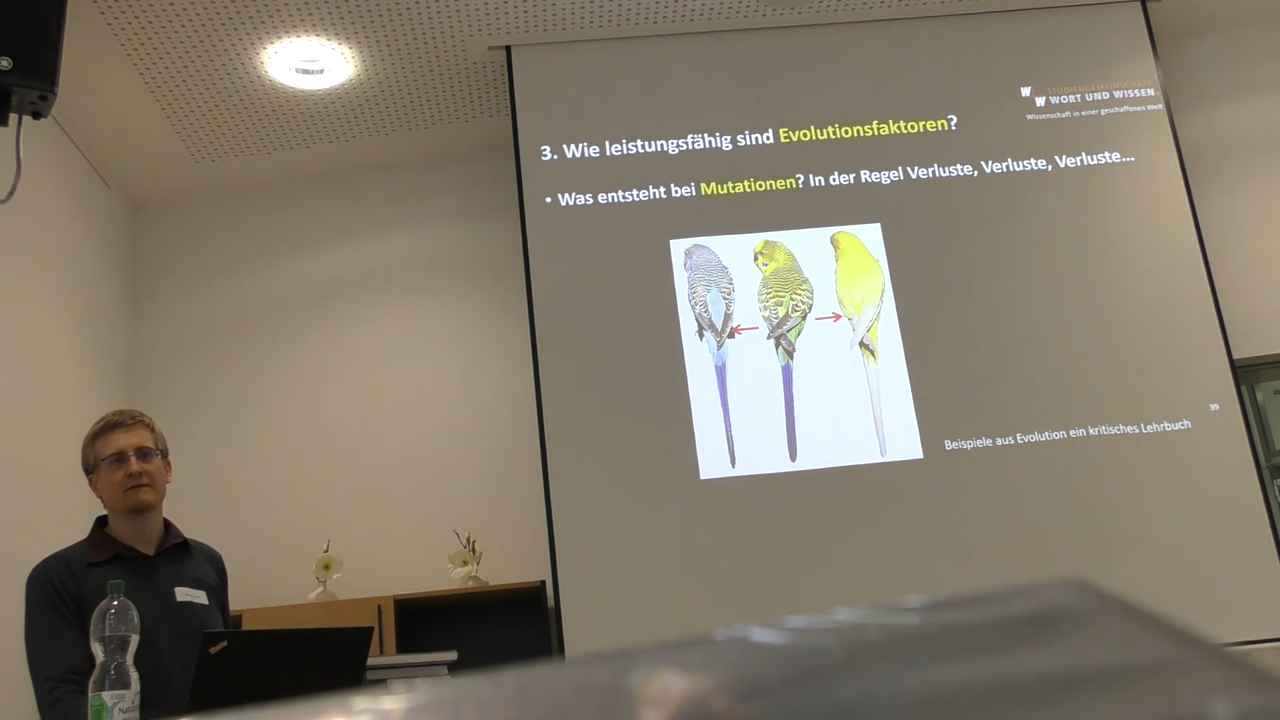 STUDIENGEMEINSCHAFT
W WORT UND WISSEN
Wissenschaft in einer geschaffenen Welt
3. Wie leistungsfähig sind Evolutionsfaktoren?
• Was entsteht bei Mutationen? In der Regel Verluste, Verluste, Verluste...
39
Beispiele aus Evolution ein kritisches Lehrbuch